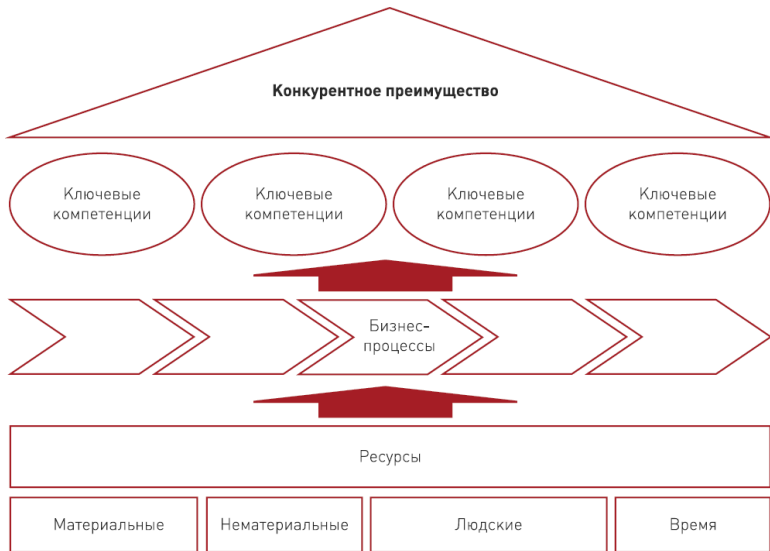 Конкурентное преимущество
Ключевые
компетенции
Ключевые
компетенции
Ключевые
компетенции
Ключевые
компетенции
Бизнес-
процессы
Ресурсы
Материальные
Нематериальные
Людские
Время